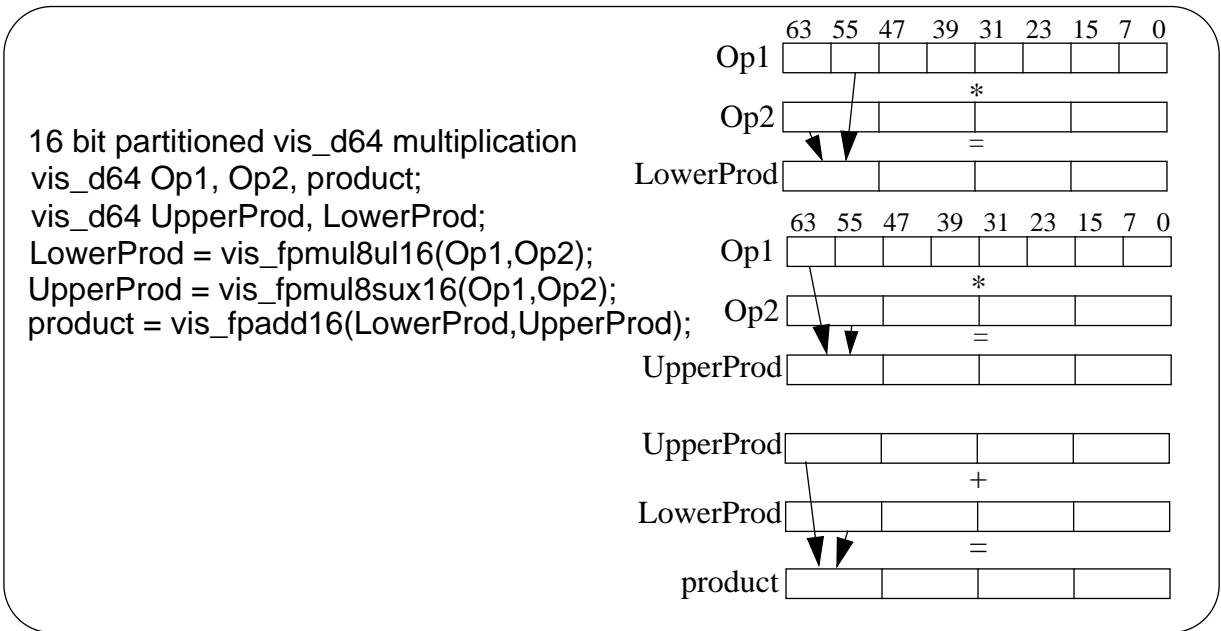 16 bit partitioned vis_d64 multiplication
vis_d64 Op1, Op2, product;
vis_d64 UpperProd, LowerProd;
LowerProd = vis_fpmul8ul16(Op1,Op2);
UpperProd = vis_fpmul8sux16(Op1,Op2);
product = vis_fpadd16(LowerProd,UpperProd);
63 55 47 39 31 23 15 7 0
Op1
*
Op2
=
LowerProd
63 55 47 39 31 23 15 7 0
Op1
*
Op2
=
UpperProd
UpperProd
+
LowerProd
=
product